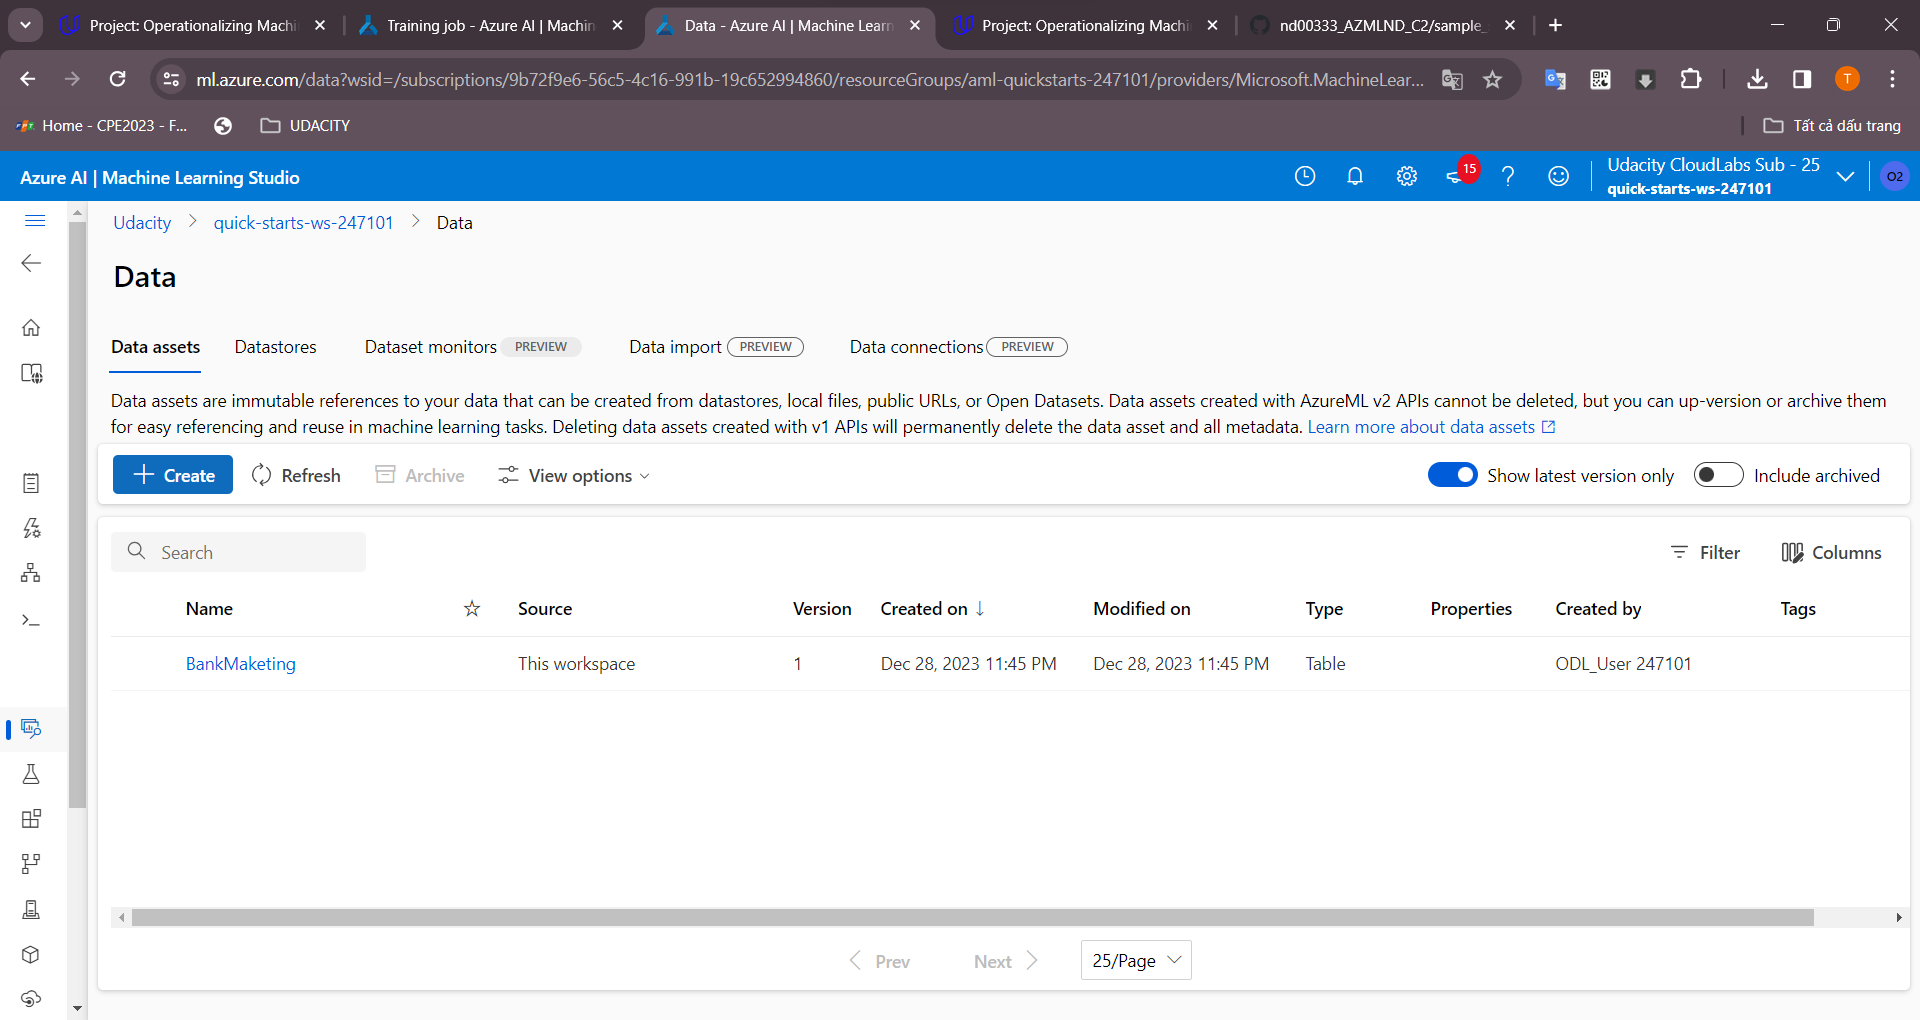 Project: Operationalizing Machi
Training job - Azure AI | Machin
Data - Azure AI | Machine Learn
Project: Operationalizing Machi
nd00333_AZMLND_C2/sample_
ml.azure.com/data?wsid=/subscriptions/9b72f9e6-56c5-4c16-991b-19c652994860/resourceGroups/aml-quickstarts-247101/providers/Microsoft.MachineLear...
T
Home - CPE2023 - F...
UDACITY
Tất cả dấu trang
Azure AI | Machine Learning Studio
15
Udacity CloudLabs Sub - 25
quick-starts-ws-247101
O2
Udacity > quick-starts-ws-247101 > Data
Data
Data assets
Datastores
Dataset monitors PREVIEW
Data import PREVIEW
Data connections PREVIEW
Data assets are immutable references to your data that can be created from datastores, local files, public URLs, or Open Datasets. Data assets created with AzureML v2 APIs cannot be deleted, but you can up-version or archive them
for easy referencing and reuse in machine learning tasks. Deleting data assets created with v1 APIs will permanently delete the data asset and all metadata. Learn more about data assets
Create Refresh Archive View options Show latest version only Include archived
Search Filter Columns
Name Source Version Created on ↓ Modified on Type Properties Created by Tags
BankMaketing This workspace 1 Dec 28, 2023 11:45 PM Dec 28, 2023 11:45 PM Table ODL_User 247101
Prev Next 25/Page